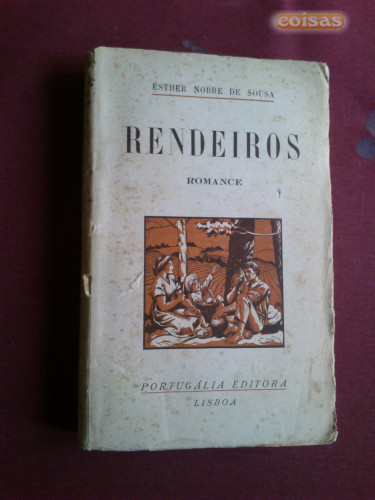 coisas
ESTHER NOBRE DE SOUSA
RENDEIROS
ROMANCE
PORTUGÁLIA EDITORA
LISBOA